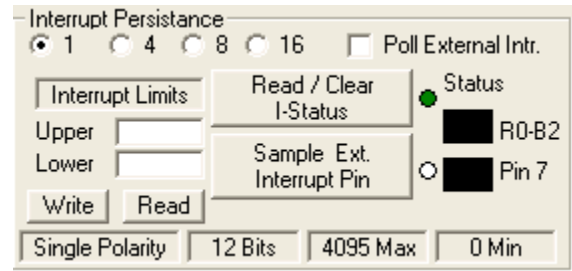 Interrupt Persistance
1 4 8 16 Poll External Intr.
Interrupt Limits
Read / Clear
I-Status
Status
Upper
R0-B2
Lower
Sample Ext.
Interrupt Pin
Pin 7
Write Read
Single Polarity 12 Bits 4095 Max 0 Min